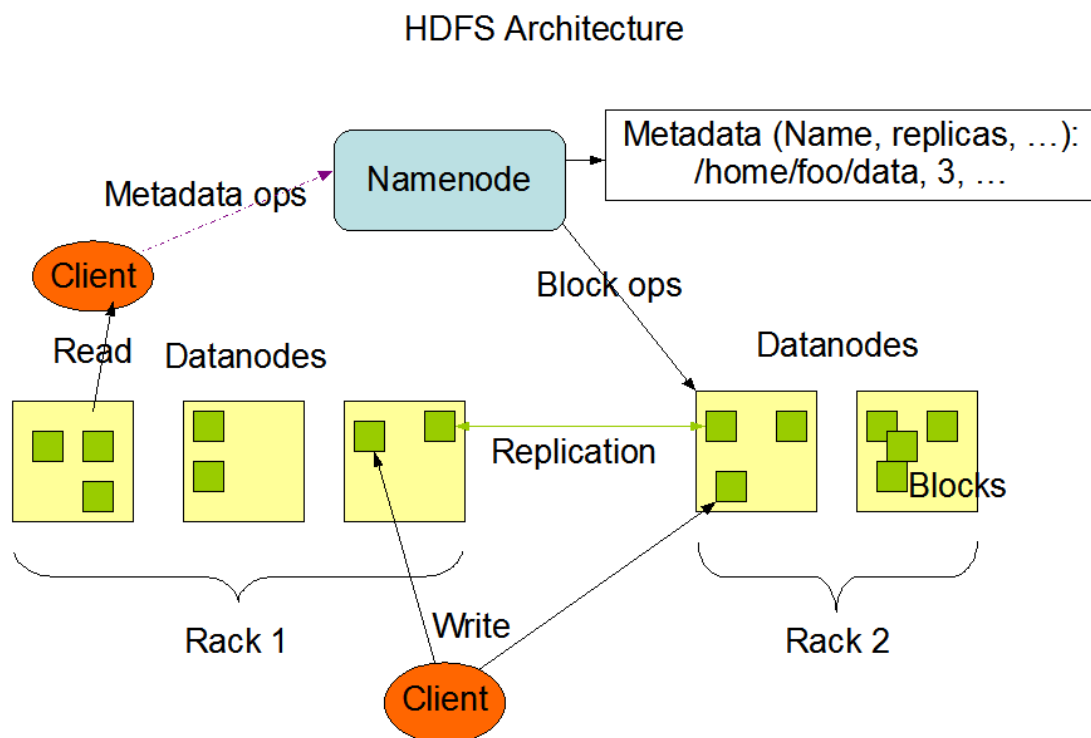 HDFS Architecture
Metadata (Name, replicas, …):
/home/foo/data, 3, …
Namenode
Metadata ops
Client
Block ops
Read
Datanodes
Datanodes
Replication
Blocks
Rack 1
Write
Rack 2
Client